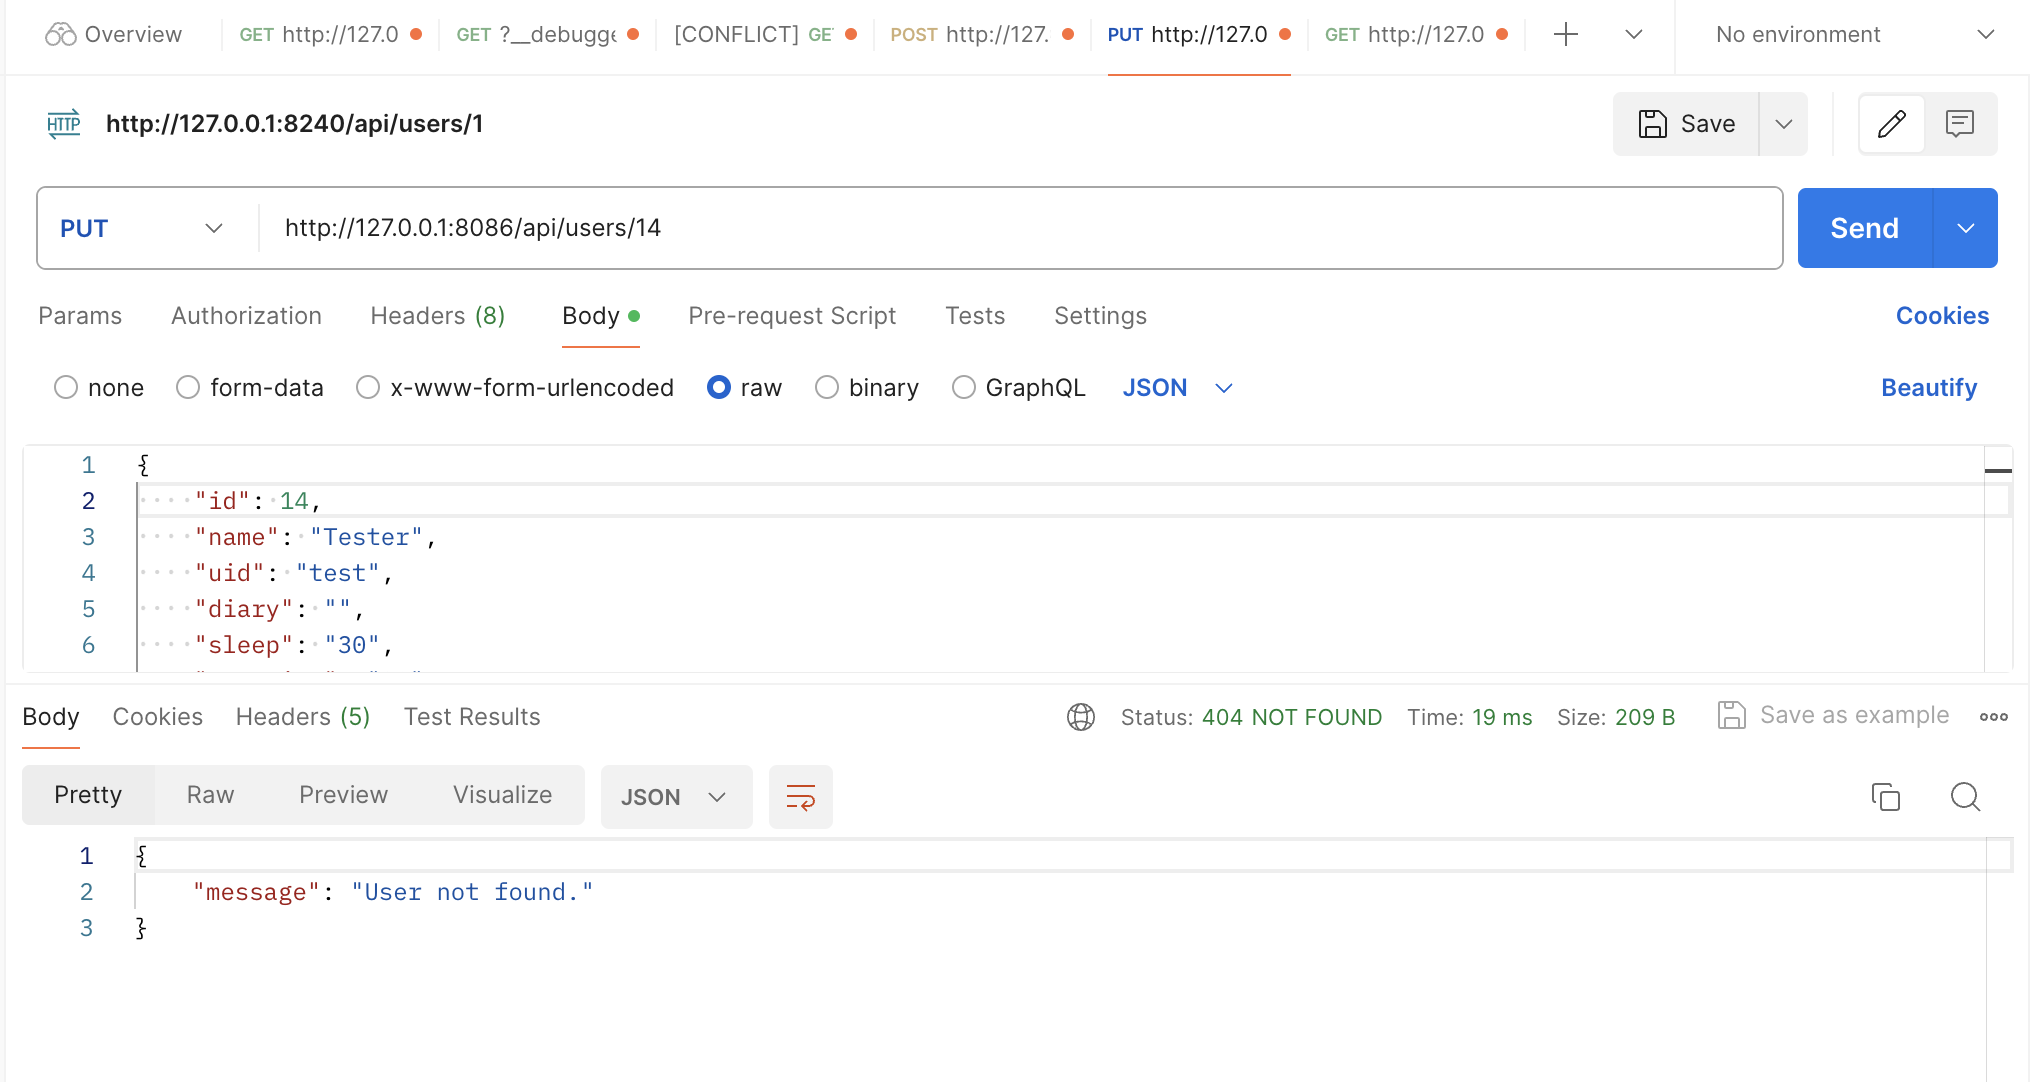 Overview GET http://127.0 GET ?__debugge [CONFLICT] GE POST http://127. PUT http://127.0 GET http://127.0 No environment
HTTP http://127.0.0.1:8240/api/users/1 Save
PUT http://127.0.0.1:8086/api/users/14 Send
Params Authorization Headers (8) Body Pre-request Script Tests Settings Cookies
none form-data x-www-form-urlencoded raw binary GraphQL JSON Beautify
1 {
2 "id": 14,
3 "name": "Tester",
4 "uid": "test",
5 "diary": "",
6 "sleep": "30",
Body Cookies Headers (5) Test Results Status: 404 NOT FOUND Time: 19 ms Size: 209 B Save as example
Pretty Raw Preview Visualize JSON
1 {
2 "message": "User not found."
3 }